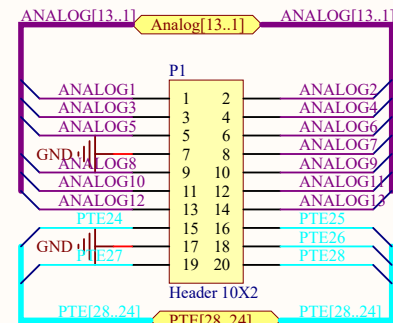 ANALOG[13..1] Analog[13..1] ANALOG[13..1]
P1
ANALOG1 1 2 ANALOG2
ANALOG3 3 4 ANALOG4
ANALOG5 5 6 ANALOG6
GND 7 8 ANALOG7
ANALOG8 9 10 ANALOG9
ANALOG10 11 12 ANALOG11
ANALOG12 13 14 ANALOG13
PTE24 15 16 PTE25
GND 17 18 PTE26
PTE27 19 20 PTE28
Header 10X2
PTE[28..24] PTE[28..24] PTE[28..24]